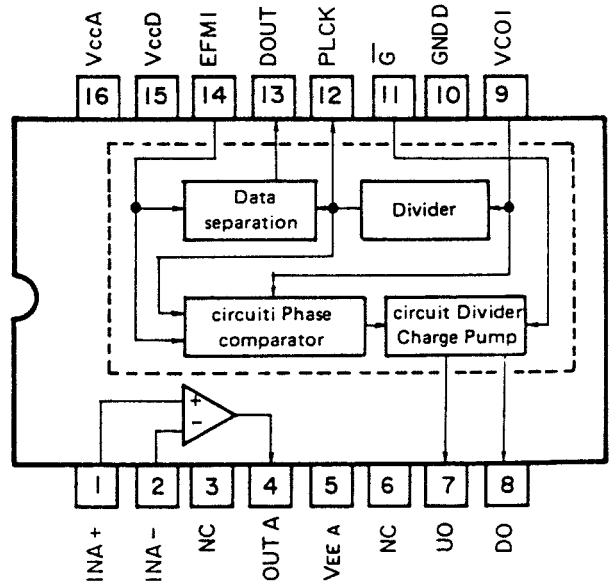 VccA VccD EFMI DOUT PLCK G GNDD VCOI
16 15 14 13 12 11 10 9
Data
separation
Divider
circuiti Phase
comparator
circuit Divider
Charge Pump
+
−
1 2 3 4 5 6 7 8
INA+ INA- NC OUTA VEEA NC UO DO